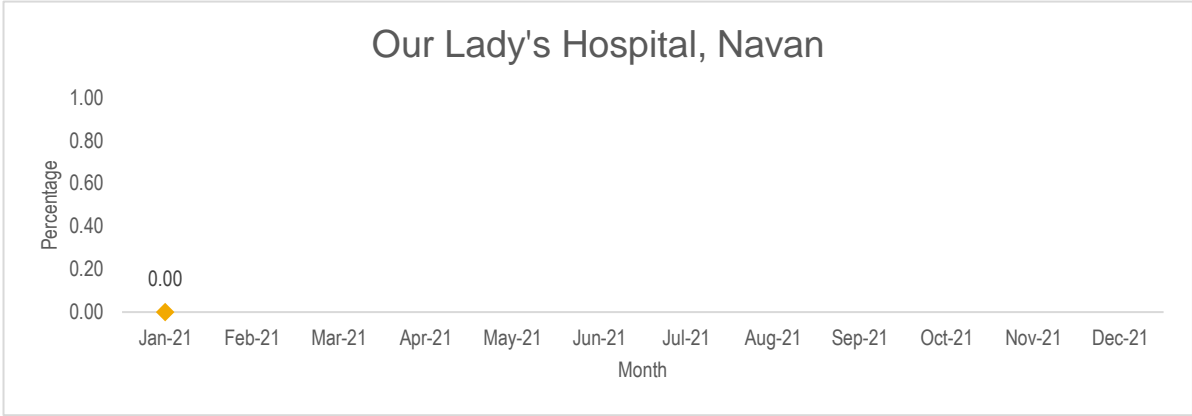 Our Lady's Hospital, Navan
1.00
0.80
0.60
0.40
0.20
0.00
Percentage
0.00
Jan-21 Feb-21 Mar-21 Apr-21 May-21 Jun-21 Jul-21 Aug-21 Sep-21 Oct-21 Nov-21 Dec-21
Month